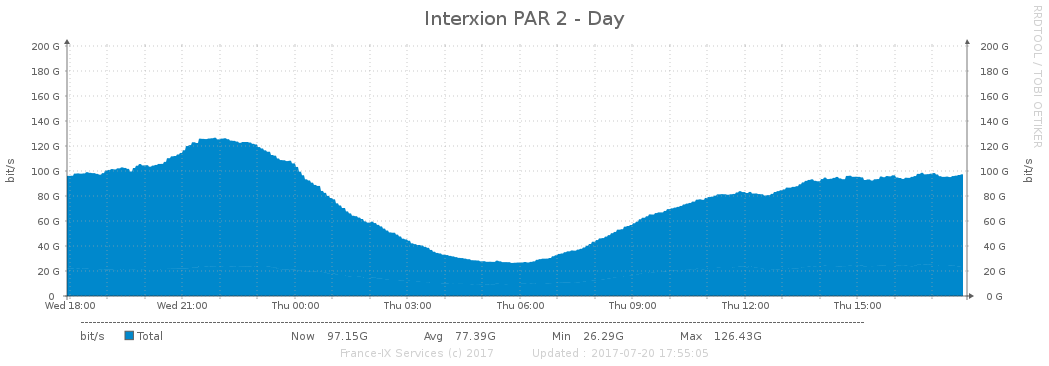 Interxion PAR 2 - Day
RRDTOOL / TOBI OETIKER
bit/s
bit/s
200 G 200 G
180 G 180 G
160 G 160 G
140 G 140 G
120 G 120 G
100 G 100 G
80 G 80 G
60 G 60 G
40 G 40 G
20 G 20 G
0 0 G
Wed 18:00 Wed 21:00 Thu 00:00 Thu 03:00 Thu 06:00 Thu 09:00 Thu 12:00 Thu 15:00
bit/s Total Now 97.15G Avg 77.39G Min 26.29G Max 126.43G
France-IX Services (c) 2017 Updated : 2017-07-20 17:55:05